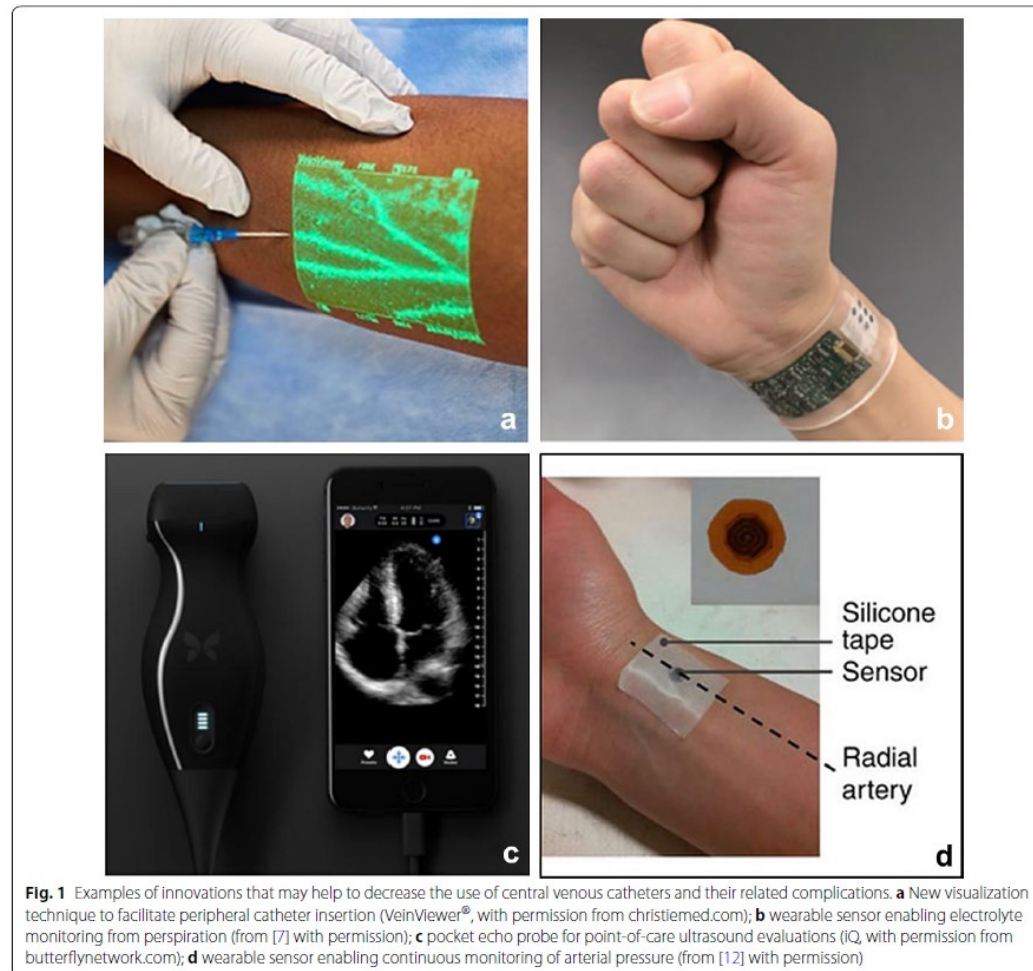 VeinViewer
a
b
c
Silicone
tape
Sensor
Radial
artery
d
Fig. 1 Examples of innovations that may help to decrease the use of central venous catheters and their related complications. a New visualization
technique to facilitate peripheral catheter insertion (VeinViewer®, with permission from christiemed.com); b wearable sensor enabling electrolyte
monitoring from perspiration (from [7] with permission); c pocket echo probe for point-of-care ultrasound evaluations (iQ, with permission from
butterflynetwork.com); d wearable sensor enabling continuous monitoring of arterial pressure (from [12] with permission)